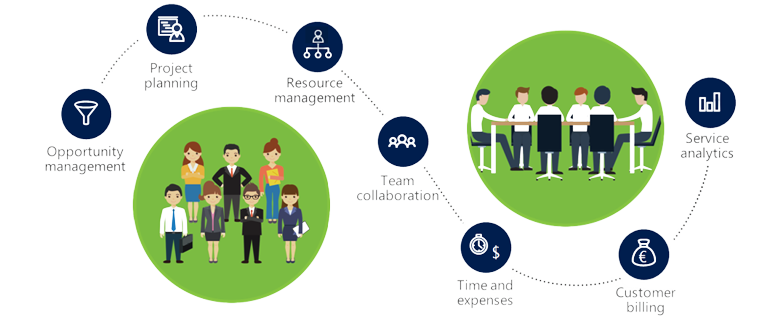 Opportunity
management
Project
planning
Resource
management
Team
collaboration
$
Time and
expenses
€
Customer
billing
Service
analytics